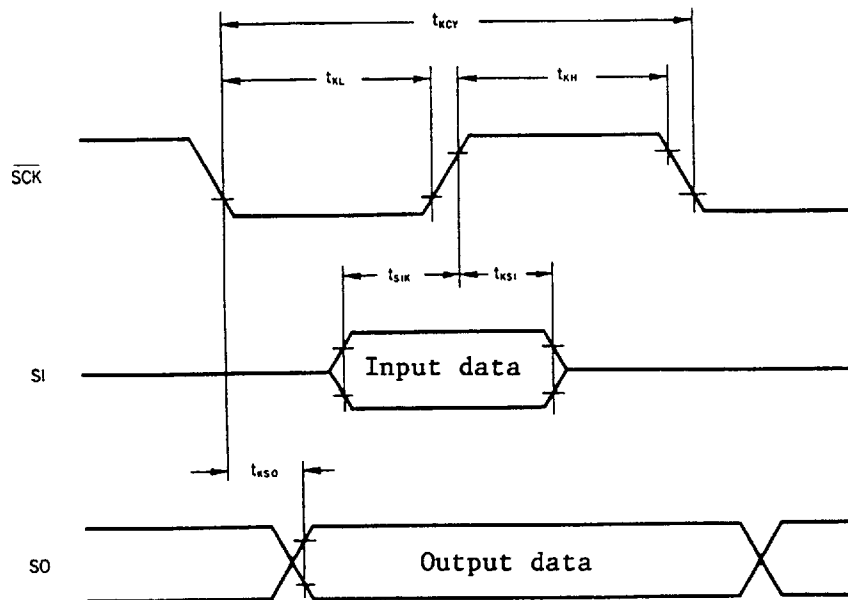 tKCY
tKL
tKH
SCK
tSIK
tKSI
SI
Input data
tKSO
SO
Output data